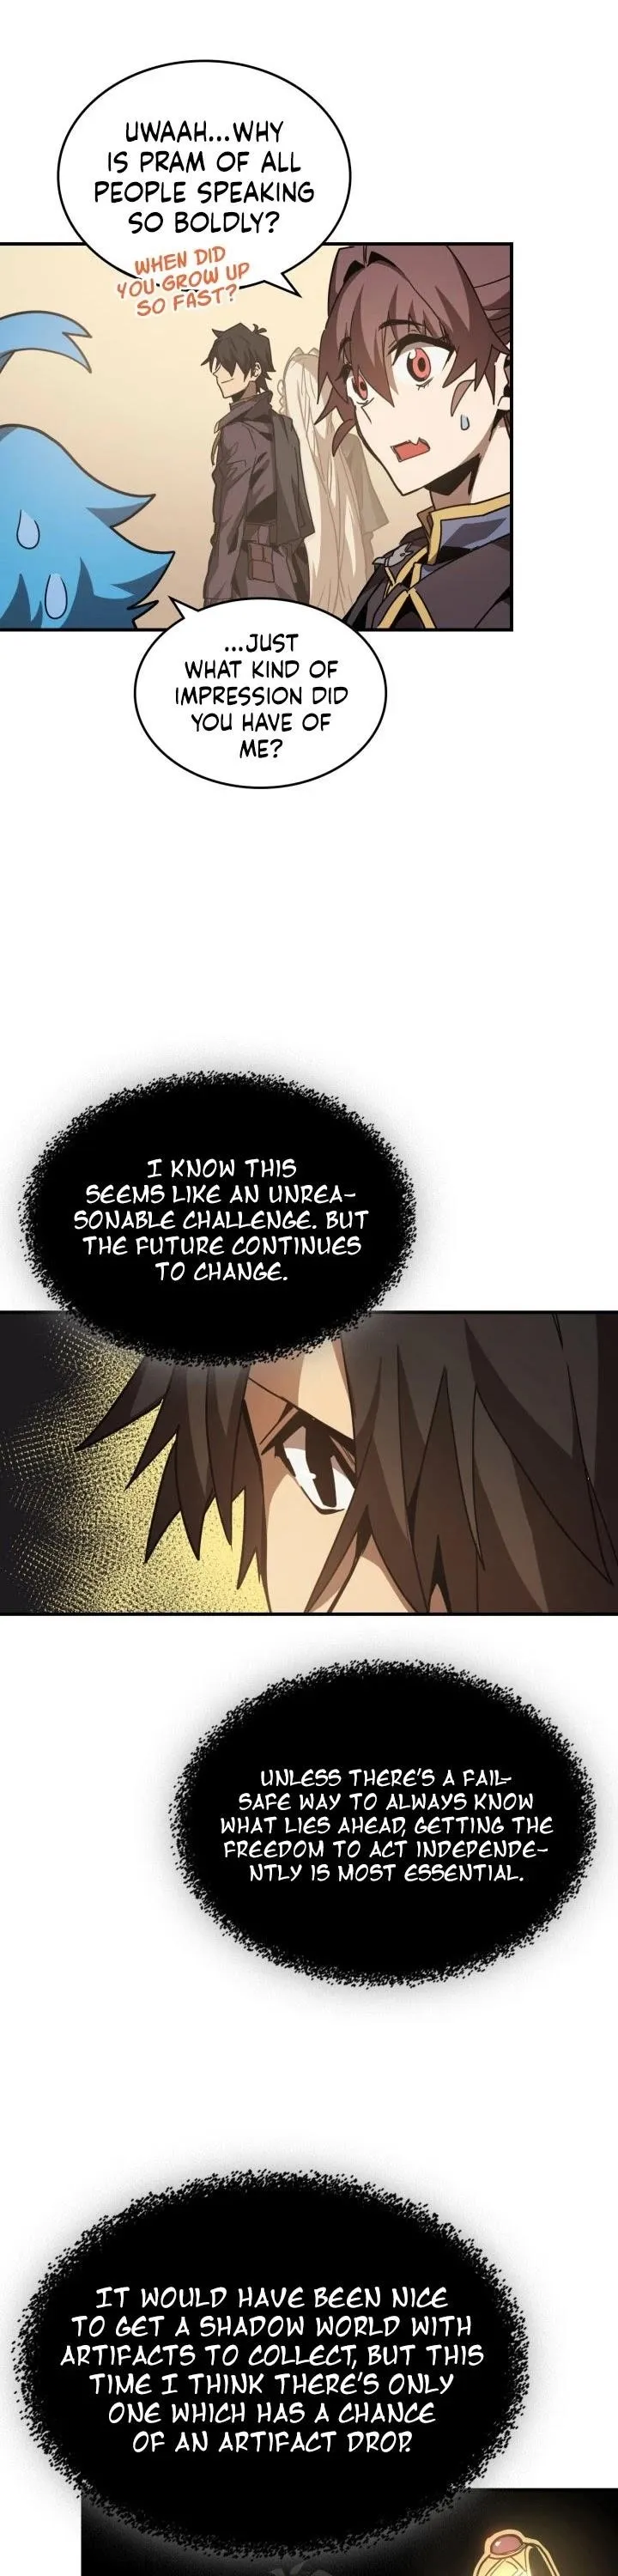 UWAAH...WHY
IS PRAM OF ALL
PEOPLE SPEAKING
SO BOLDLY?
WHEN DID
YOU GROW UP
SO FAST?
...JUST
WHAT KIND OF
IMPRESSION DID
YOU HAVE OF
ME?
I KNOW THIS
SEEMS LIKE AN UNREA-
SONABLE CHALLENGE. BUT
THE FUTURE CONTINUES
TO CHANGE.
UNLESS THERE'S A FAIL-
SAFE WAY TO ALWAYS KNOW
WHAT LIES AHEAD, GETTING THE
FREEDOM TO ACT INDEPENDE-
NTLY IS MOST ESSENTIAL.
IT WOULD HAVE BEEN NICE
TO GET A SHADOW WORLD WITH
ARTIFACTS TO COLLECT, BUT THIS
TIME I THINK THERE'S ONLY
ONE WHICH HAS A CHANCE
OF AN ARTIFACT DROP.